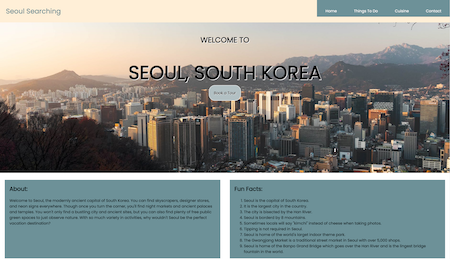 Seoul Searching
Home Things To Do Cuisine Contact
WELCOME TO
SEOUL, SOUTH KOREA
Book a Tour
About:
Fun Facts:
Welcome to Seoul, the modernly ancient capital of South Korea. You can find skyscrapers, designer stores,
and neon signs everywhere. Though once you turn the corner, you'll find night markets and ancient palaces
and temples. You won't only find a bustling city and ancient sites, but you can also find plenty of free public
green spaces to just observe nature. With so much variety in activities, why wouldn't Seoul be the perfect
vacation destination?
1. Seoul is the capital of South Korea.
2. It is the largest city in the country.
3. The city is bisected by the Han River.
4. Seoul is bordered by 8 mountains.
5. Sometimes locals will say "kimchi" instead of cheese when taking photos.
6. Tipping is not required in Seoul.
7. Seoul is home of the world's largest indoor theme park.
8. The Gwangjang Market is a traditional street market in Seoul with over 5,000 shops.
9. Seoul is home of the Banpo Grand Bridge which goes over the Han River, and is the longest bridge
fountain in the world.